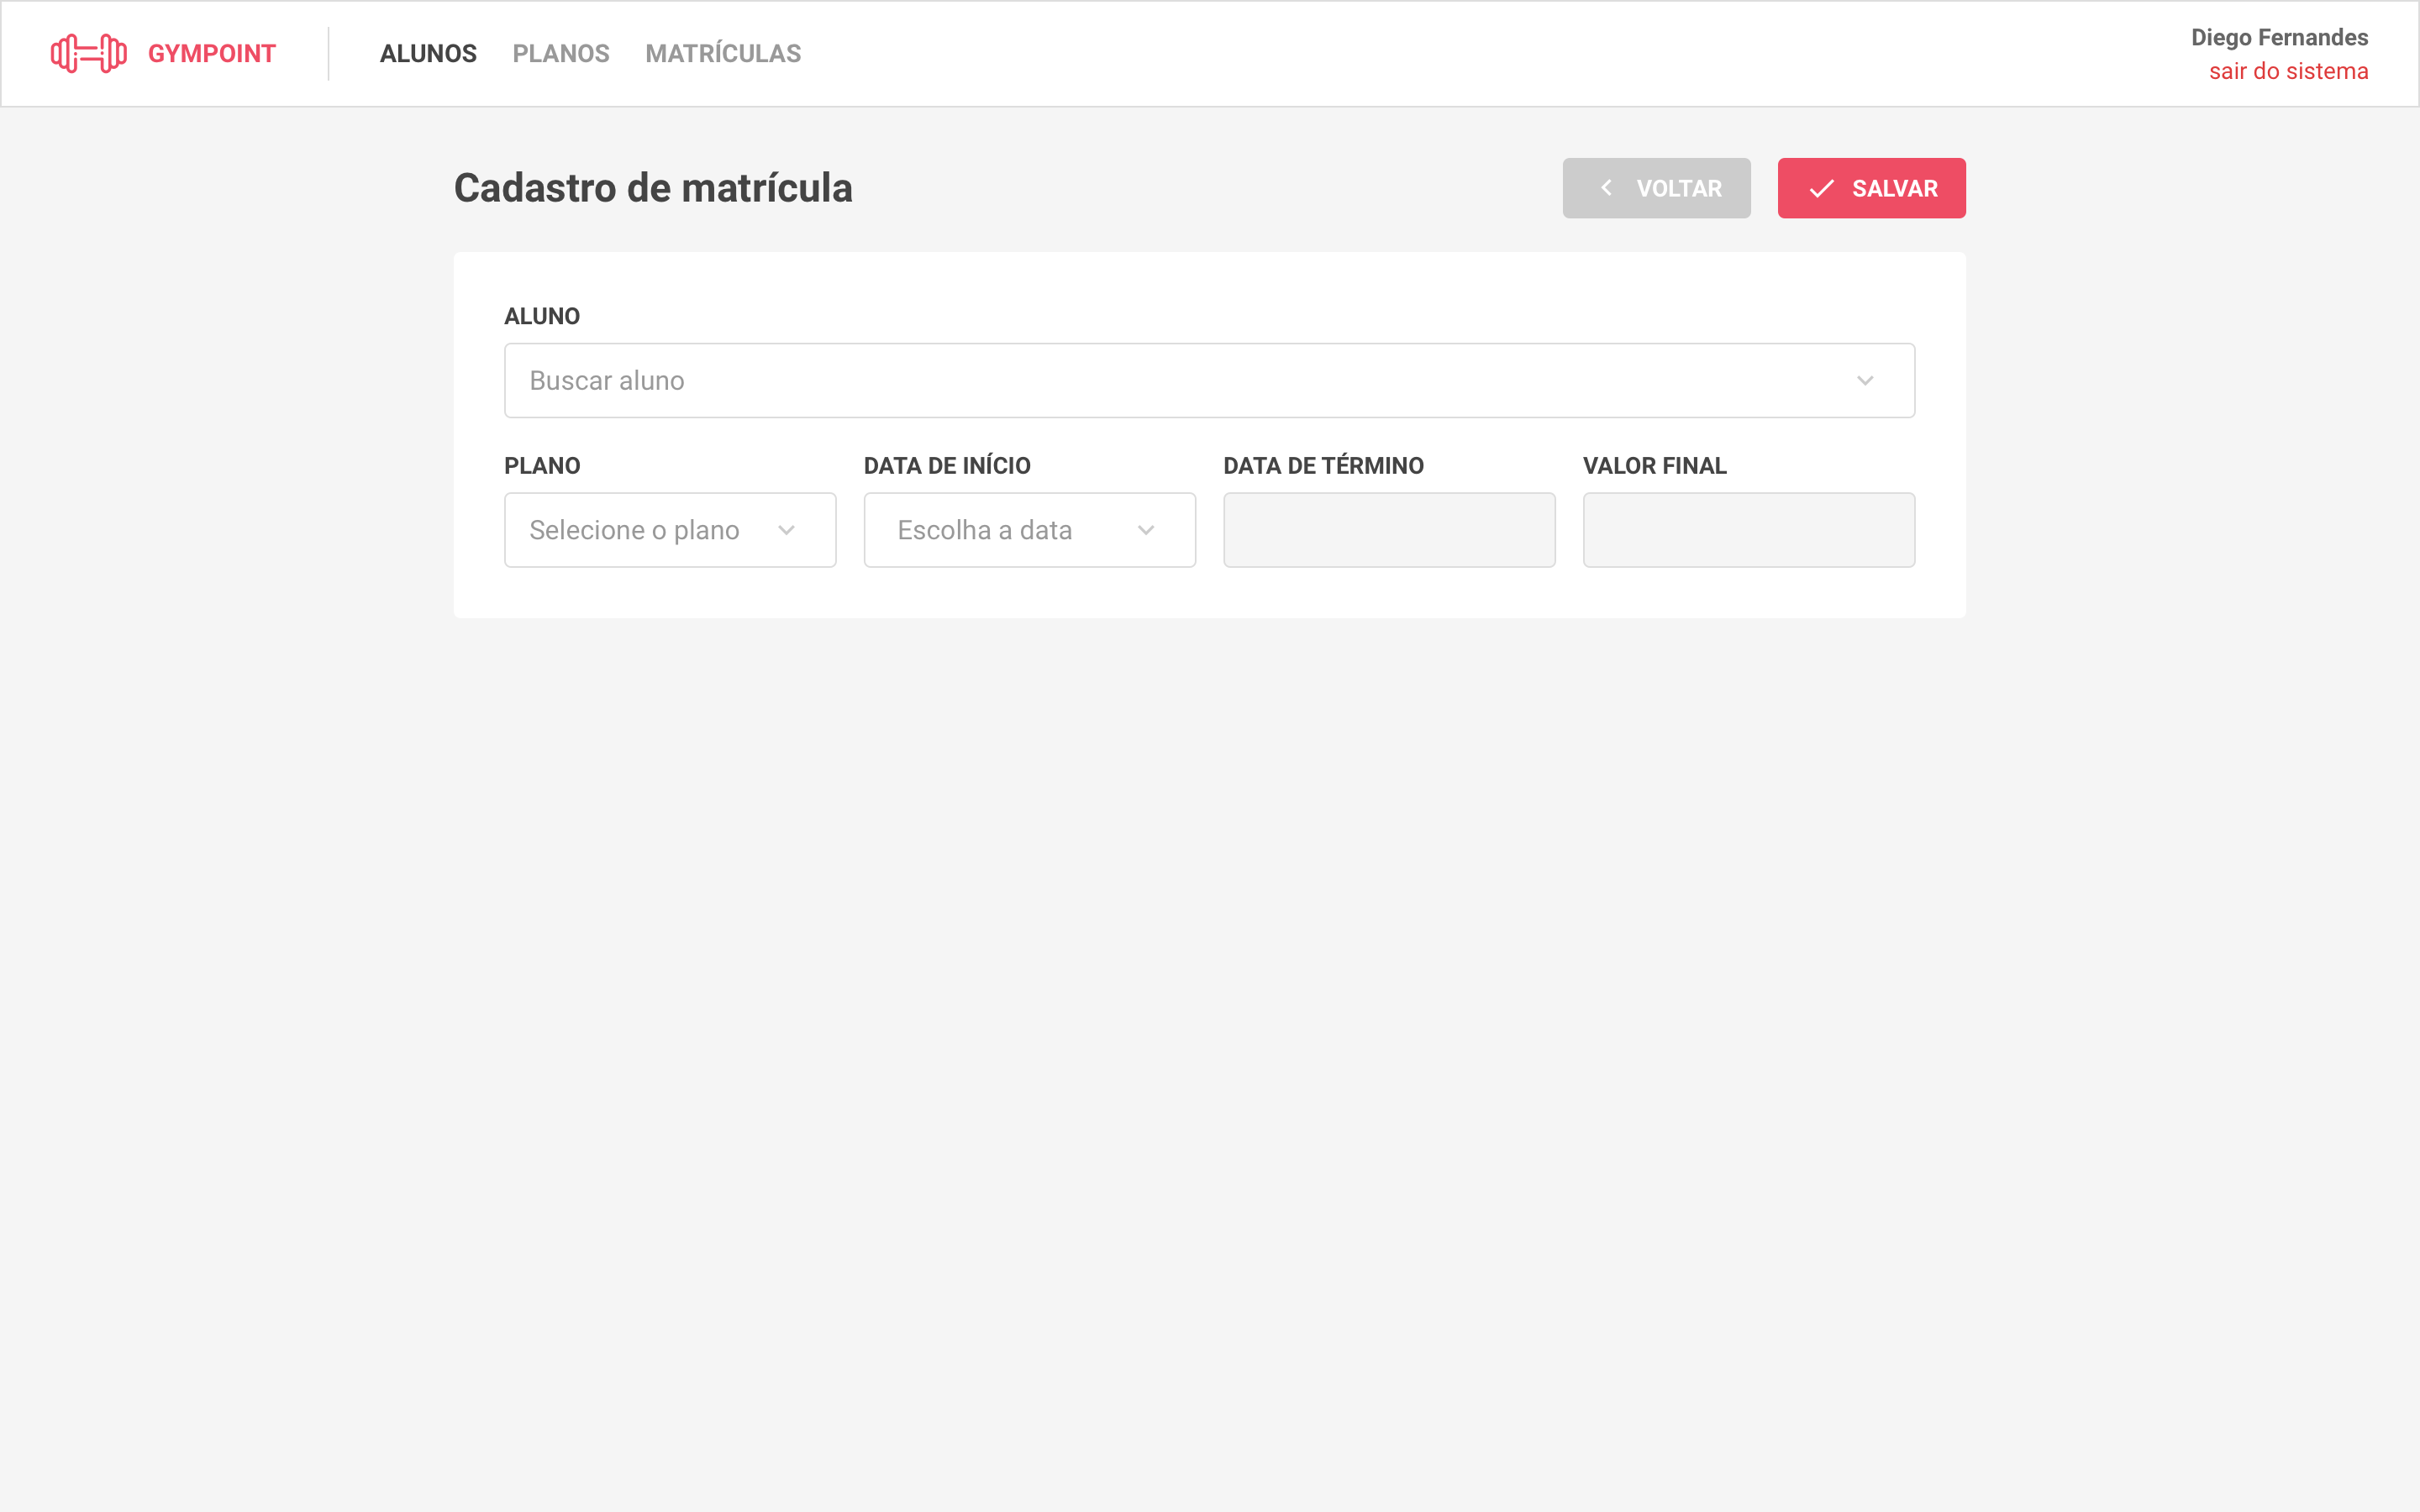 GYMPOINT
ALUNOS
PLANOS
MATRÍCULAS
Diego Fernandes
sair do sistema
Cadastro de matrícula
VOLTAR
SALVAR
ALUNO
Buscar aluno
PLANO
DATA DE INÍCIO
DATA DE TÉRMINO
VALOR FINAL
Selecione o plano
Escolha a data